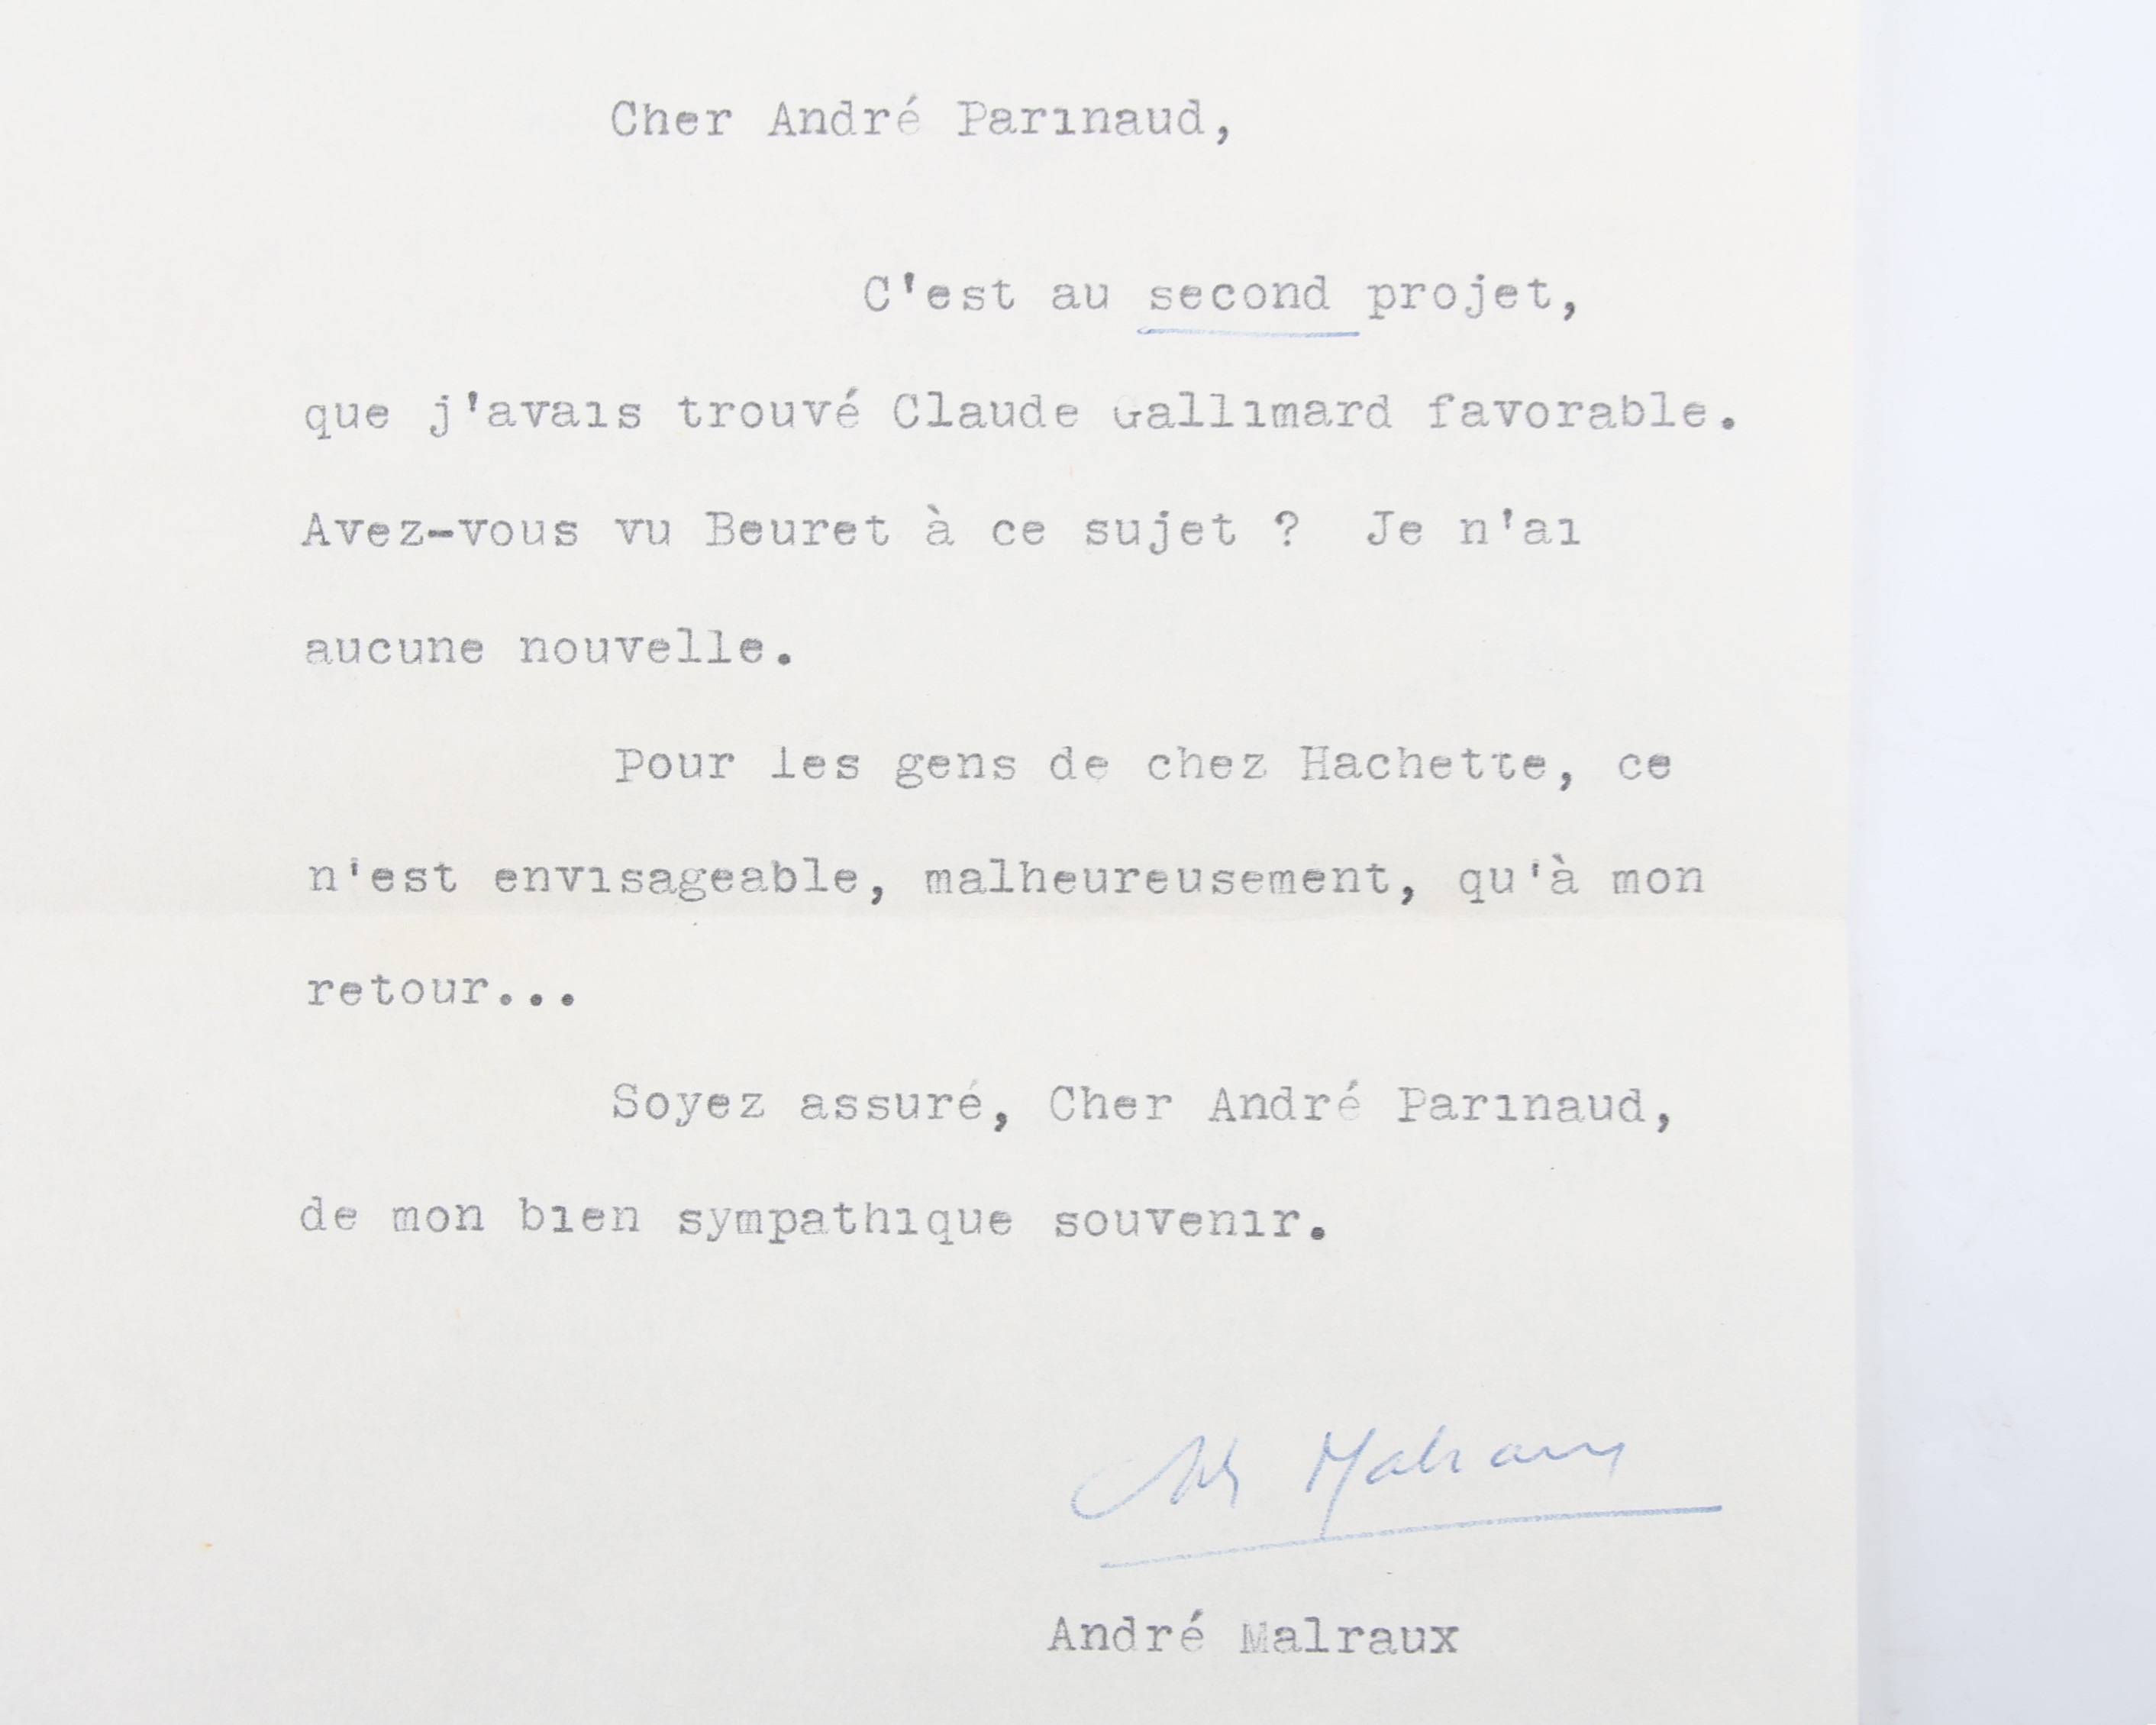 Cher André Parinaud,
C'est au second projet,
que j'avais trouvé Claude Gallimard favorable.
Avez-vous vu Beuret à ce sujet ? Je n'ai
aucune nouvelle.
Pour les gens de chez Hachette, ce
n'est envisageable, malheureusement, qu'à mon
retour...
Soyez assuré, Cher André Parinaud,
de mon bien sympathique souvenir.
Malraux
André Malraux